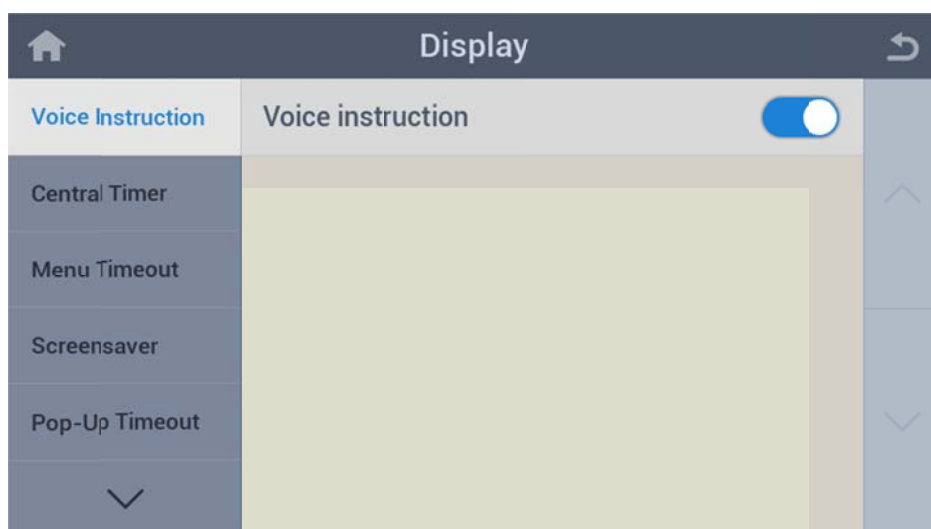 Display
Voice Instruction
Voice instruction
Central Timer
Menu Timeout
Screensaver
Pop-Up Timeout